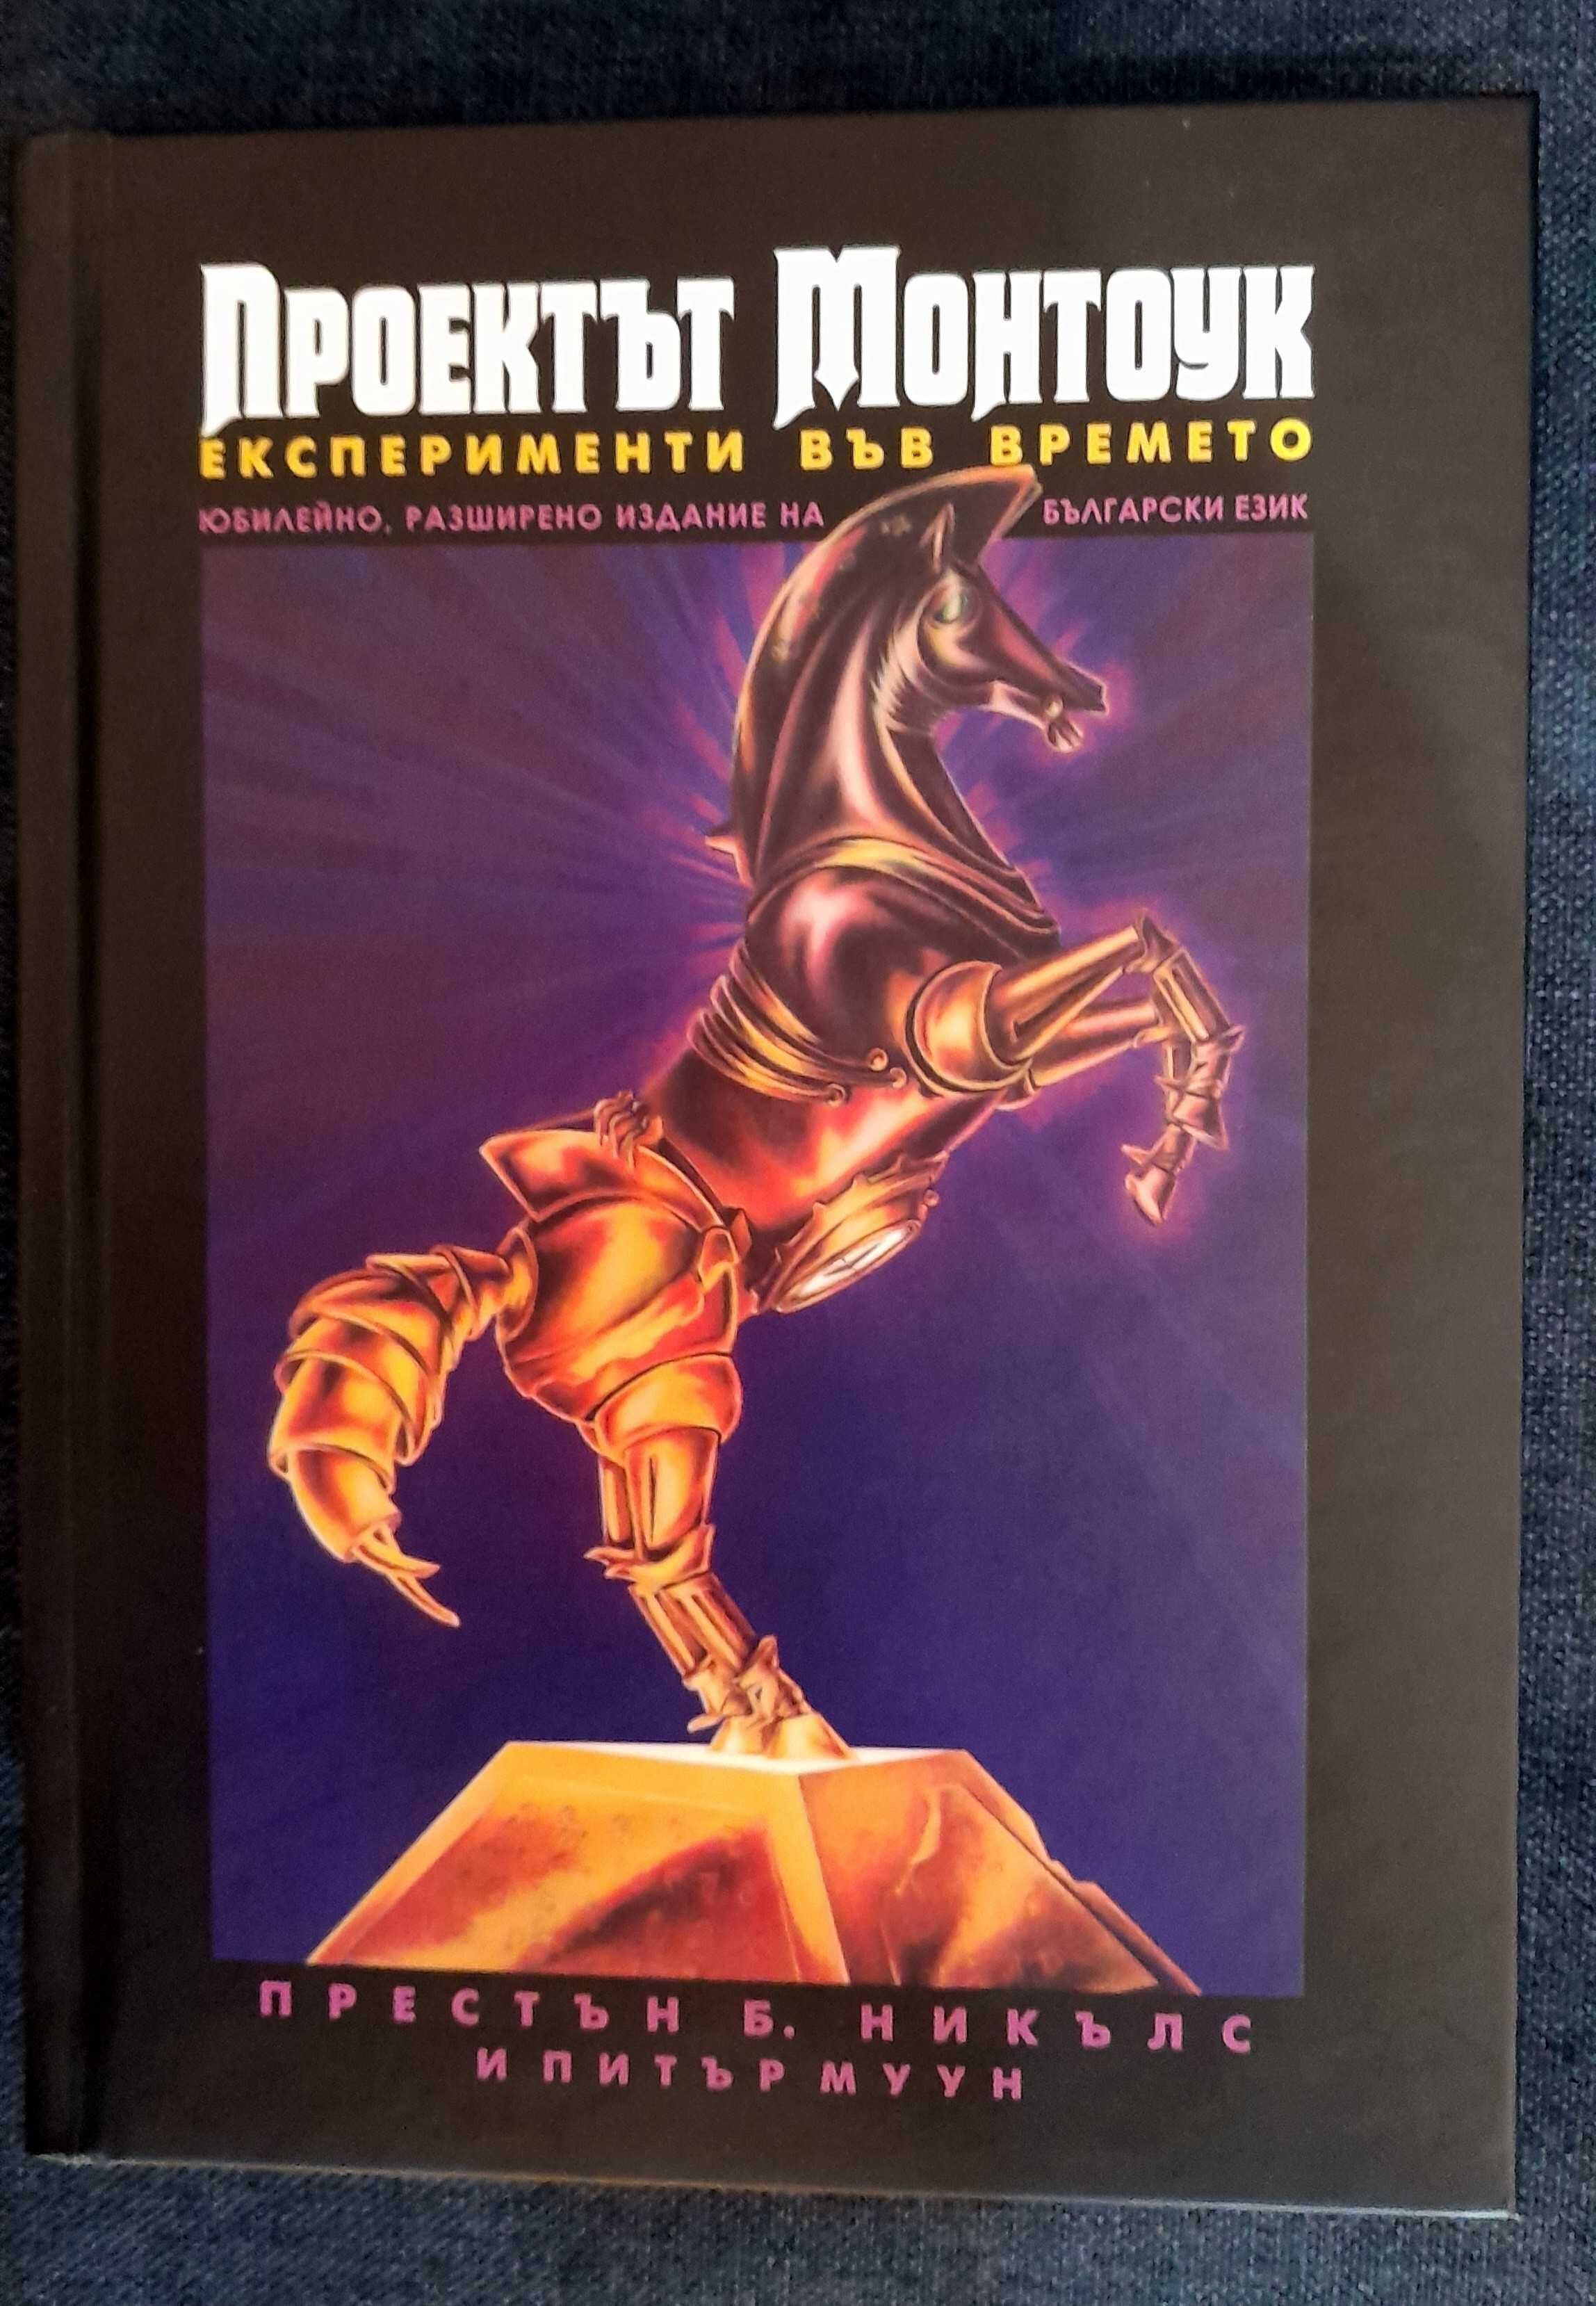 Проектът Монтоук
ЕКСПЕРИМЕНТИ ВЪВ ВРЕМЕТО
ЮБИЛЕЙНО, РАЗШИРЕНО ИЗДАНИЕ НА БЪЛГАРСКИ ЕЗИК
ПРЕСТЪН Б. НИКЪЛС
И ПИТЪР МУУН